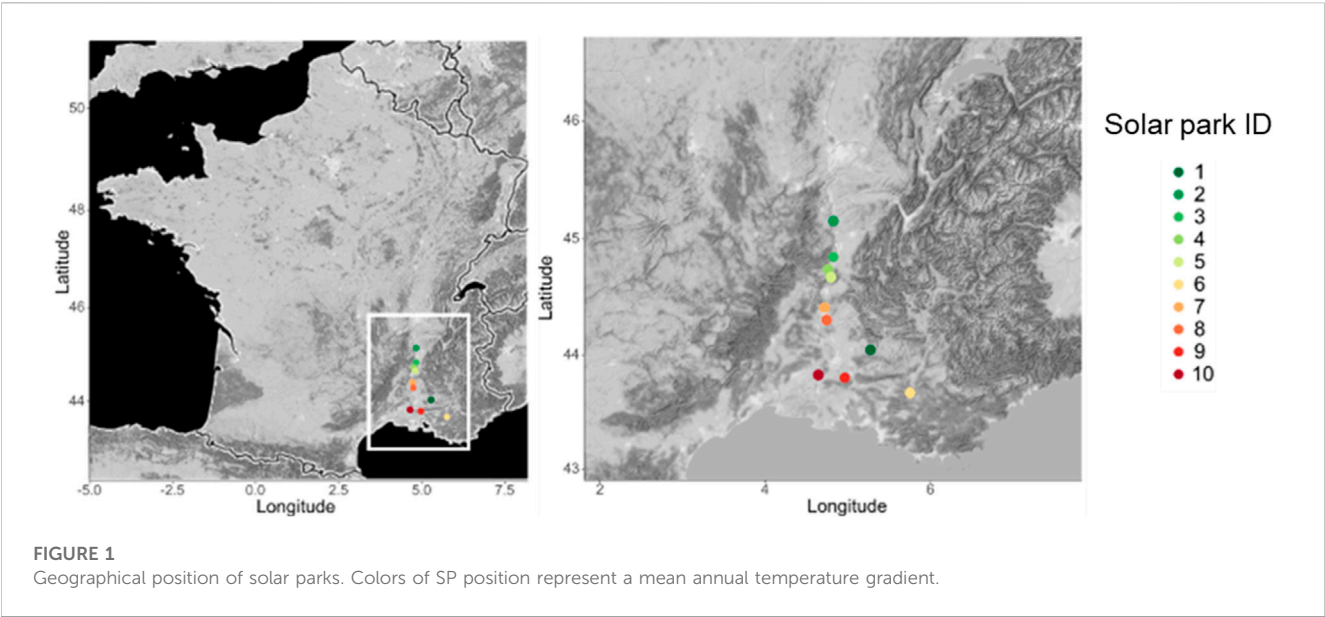 50
48
46
44
Latitude
-5.0 -2.5 0.0 2.5 5.0 7.5
Longitude
46
45
44
43
Latitude
2 4 6
Longitude
Solar park ID
1
2
3
4
5
6
7
8
9
10
FIGURE 1
Geographical position of solar parks. Colors of SP position represent a mean annual temperature gradient.